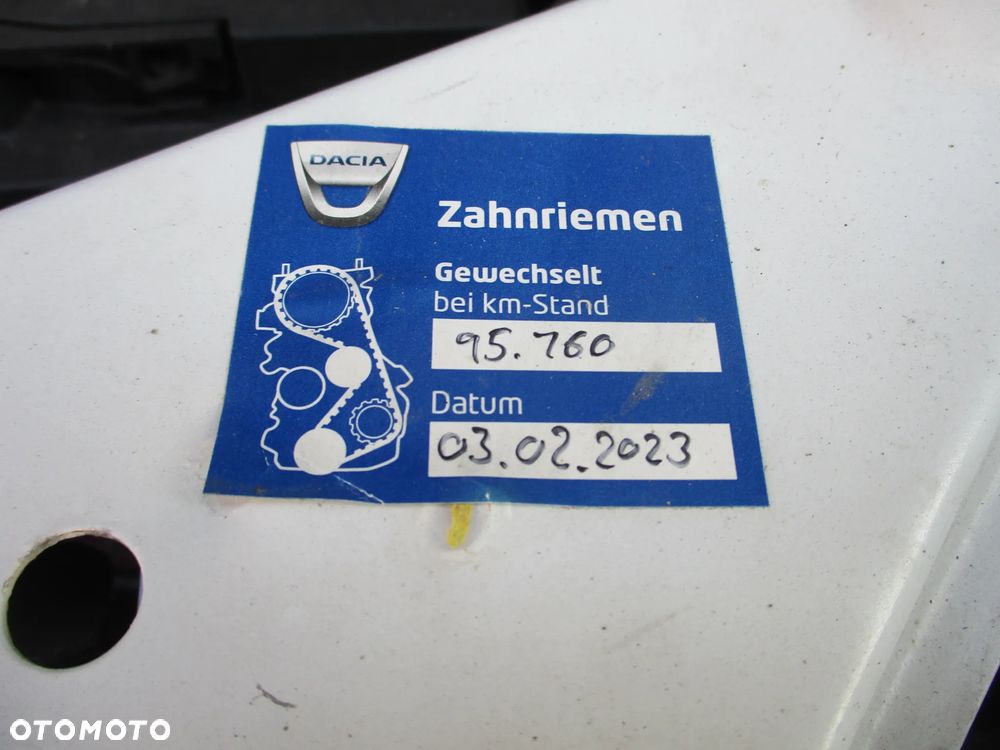 DACIA
Zahnriemen
Gewechselt
bei km-Stand
95.760
Datum
03.02.2023
OTOMOTO